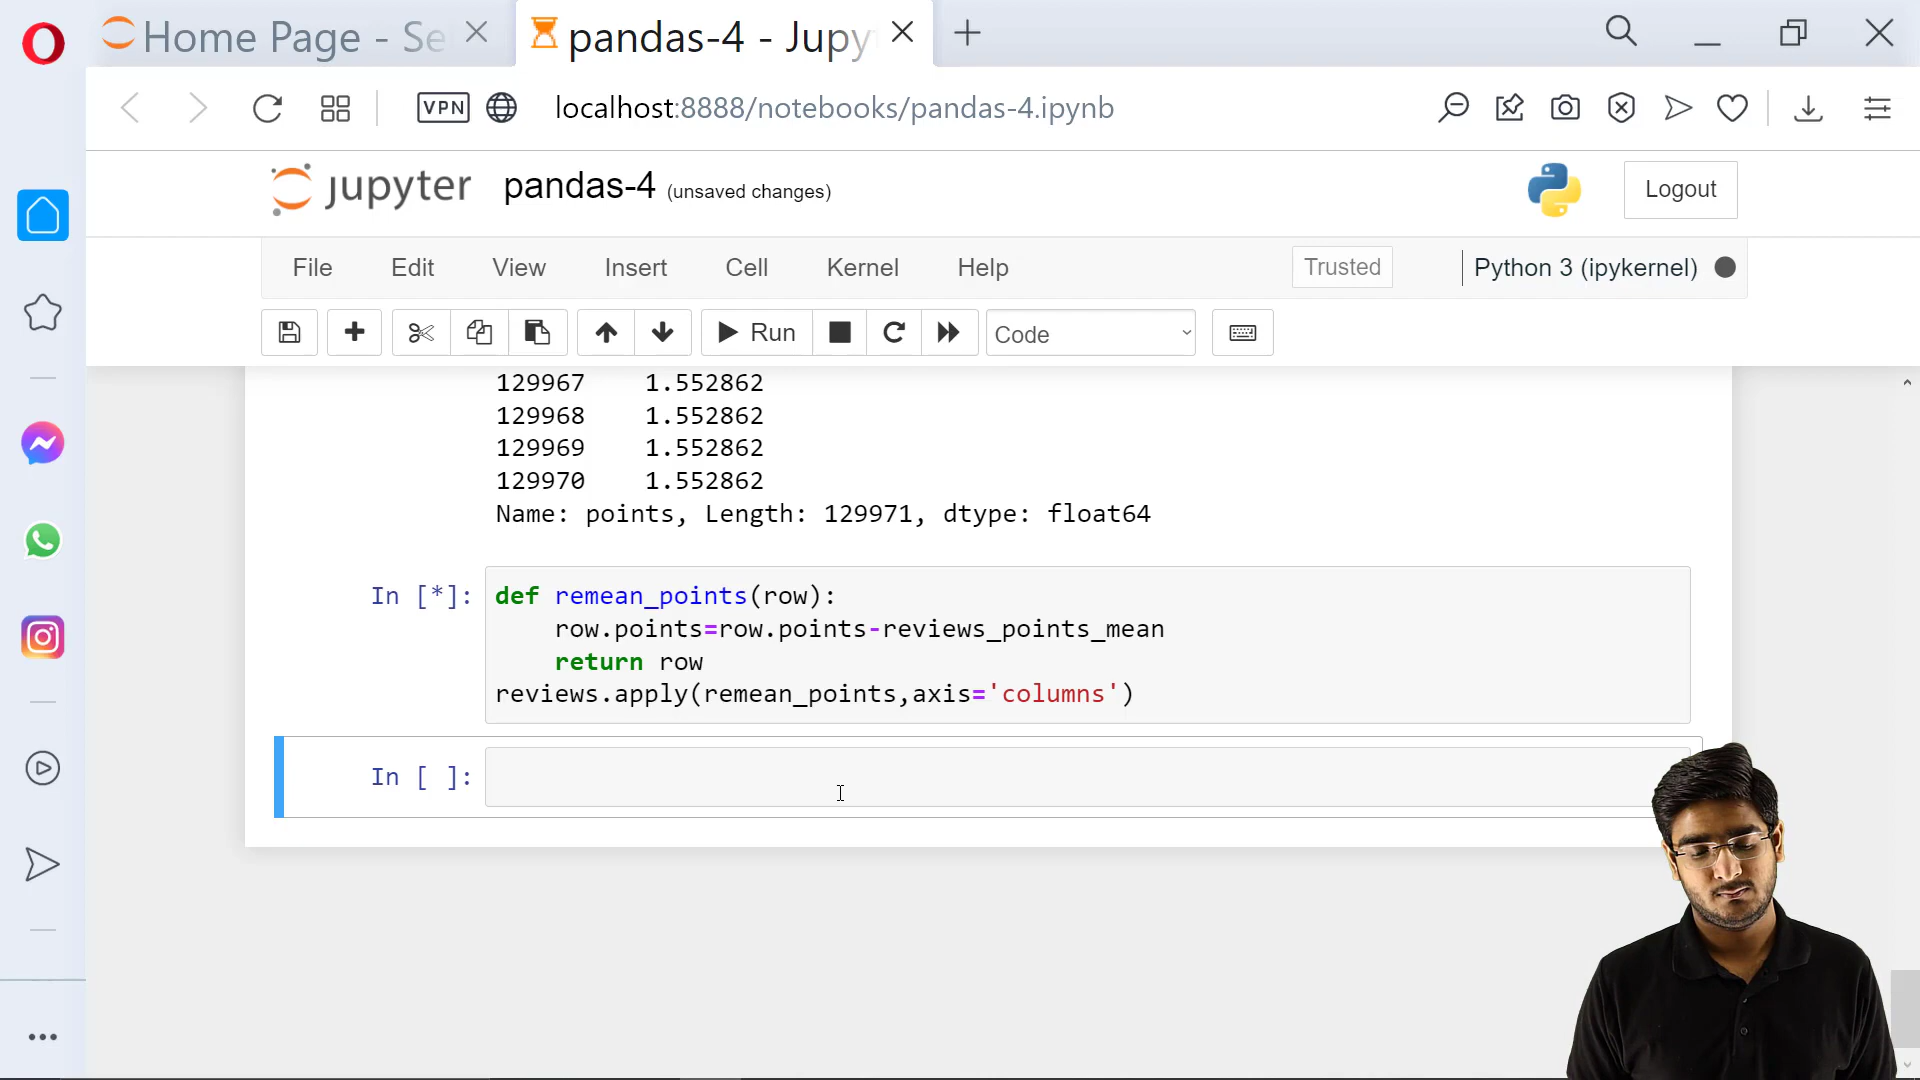 Home Page - Se
pandas-4 - Jupy
VPN
localhost:8888/notebooks/pandas-4.ipynb
jupyter pandas-4 (unsaved changes)
Logout
File Edit View Insert Cell Kernel Help
Trusted
Python 3 (ipykernel)
Run
Code
129967 1.552862
129968 1.552862
129969 1.552862
129970 1.552862
Name: points, Length: 129971, dtype: float64
In [*]:
def remean_points(row):
row.points=row.points-reviews_points_mean
return row
reviews.apply(remean_points,axis='columns')
In [ ]: